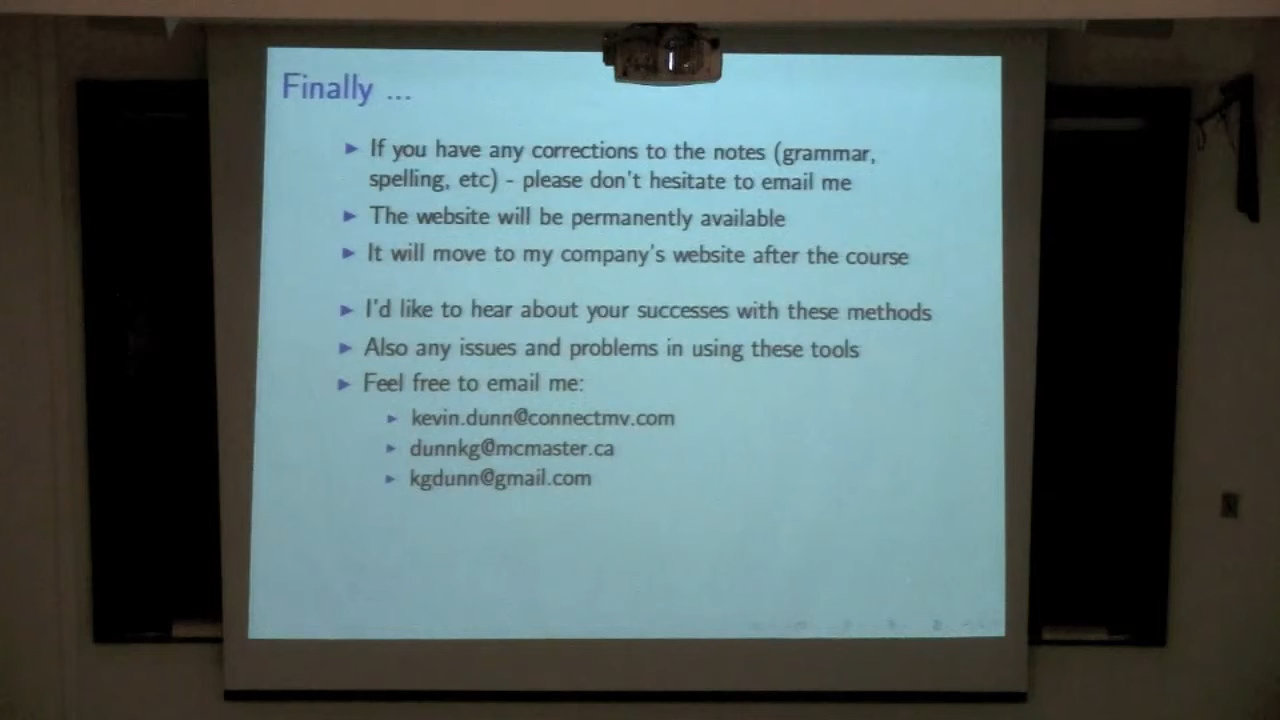 Finally ...
► If you have any corrections to the notes (grammar,
spelling, etc) - please don't hesitate to email me
► The website will be permanently available
► It will move to my company's website after the course
► I'd like to hear about your successes with these methods
► Also any issues and problems in using these tools
► Feel free to email me:
► kevin.dunn@connectmv.com
► dunnkg@mcmaster.ca
► kgdunn@gmail.com